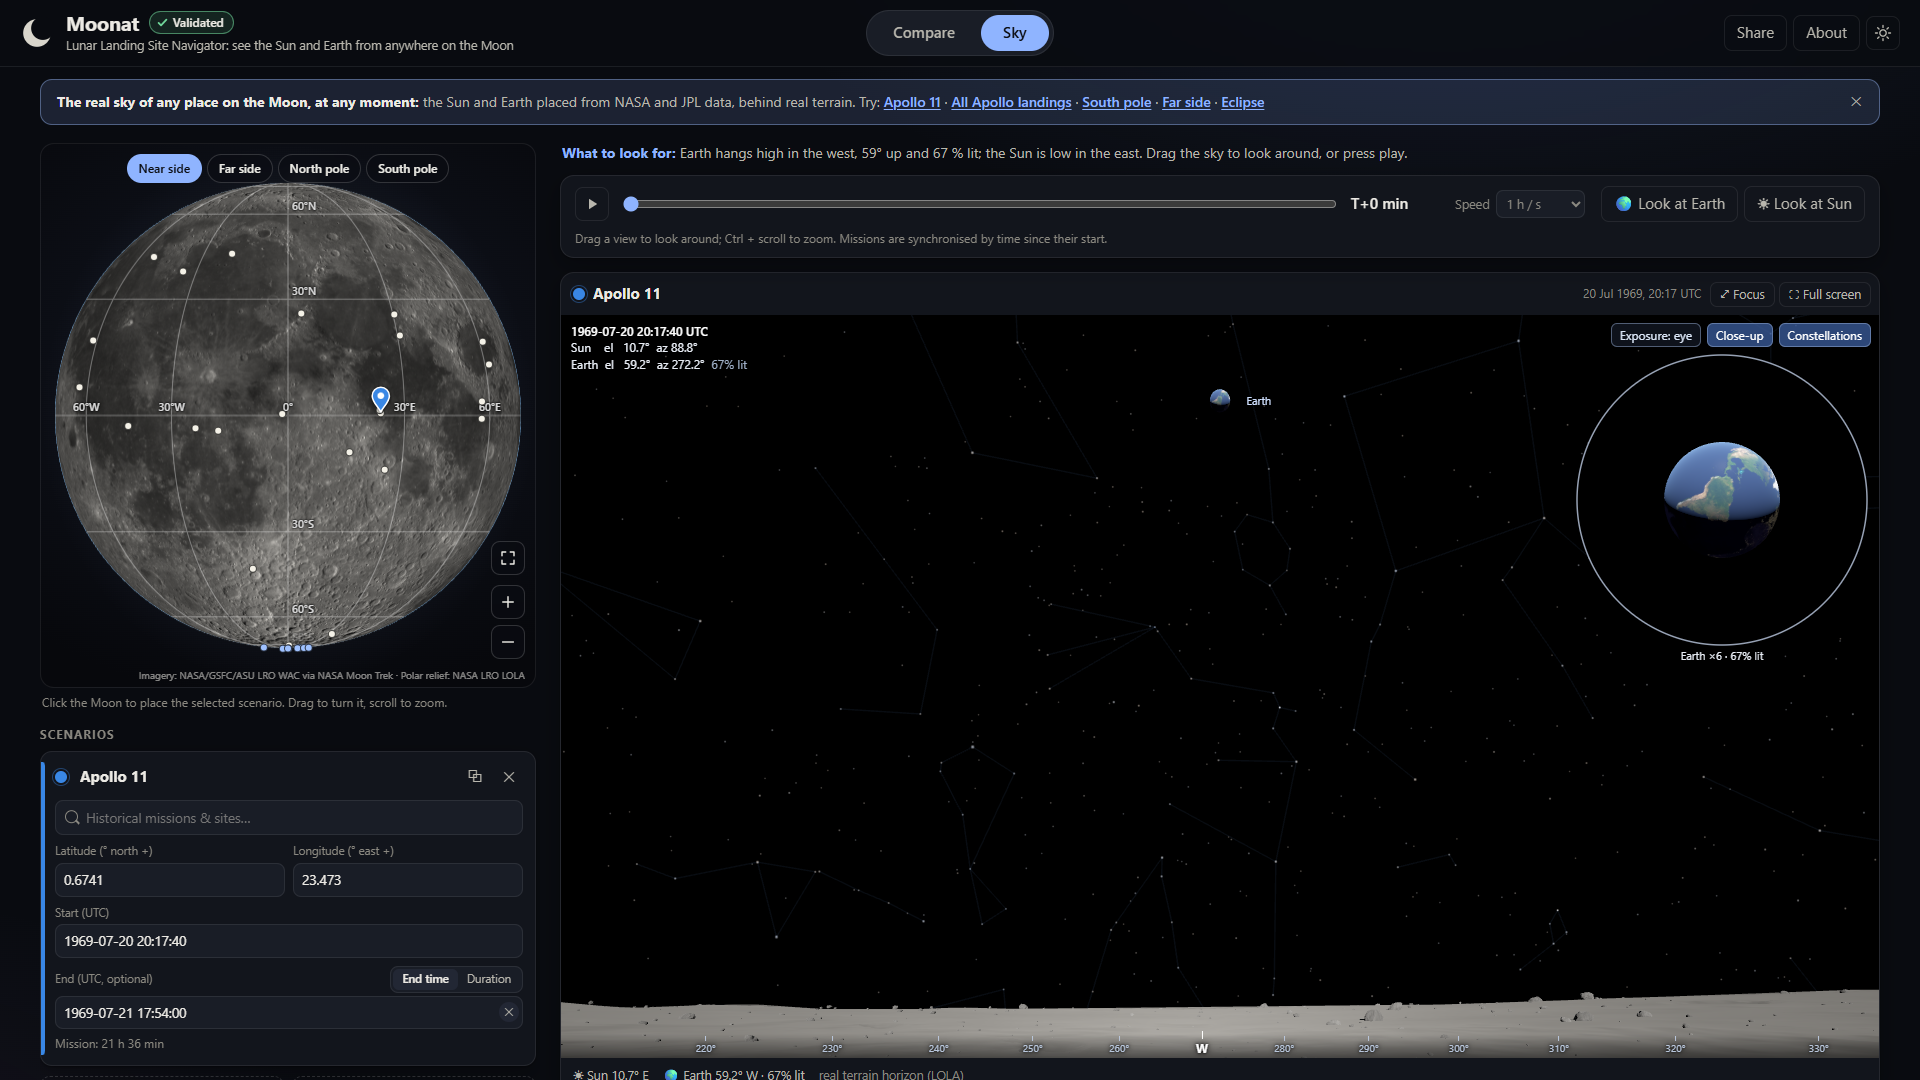 Moonat
Validated
Lunar Landing Site Navigator: see the Sun and Earth from anywhere on the Moon
Compare
Sky
Share
About
The real sky of any place on the Moon, at any moment: the Sun and Earth placed from NASA and JPL data, behind real terrain. Try: Apollo 11 · All Apollo landings · South pole · Far side · Eclipse
Near side
Far side
North pole
South pole
60°N
30°N
60°W
30°W
0°
30°E
60°E
30°S
60°S
Imagery: NASA/GSFC/ASU LRO WAC via NASA Moon Trek · Polar relief: NASA LRO LOLA
Click the Moon to place the selected scenario. Drag to turn it, scroll to zoom.
SCENARIOS
Apollo 11
Historical missions & sites...
Latitude (° north +)
Longitude (° east +)
0.6741
23.473
Start (UTC)
1969-07-20 20:17:40
End (UTC, optional)
End time
Duration
1969-07-21 17:54:00
Mission: 21 h 36 min
What to look for: Earth hangs high in the west, 59° up and 67 % lit; the Sun is low in the east. Drag the sky to look around, or press play.
T+0 min
Speed
1 h / s
Look at Earth
Look at Sun
Drag a view to look around; Ctrl + scroll to zoom. Missions are synchronised by time since their start.
Apollo 11
20 Jul 1969, 20:17 UTC
Focus
Full screen
1969-07-20 20:17:40 UTC
Sun el 10.7° az 88.8°
Earth el 59.2° az 272.2° 67% lit
Exposure: eye
Close-up
Constellations
Earth
Earth ×6 · 67% lit
220°
230°
240°
250°
260°
W
280°
290°
300°
310°
320°
330°
Sun 10.7° E
Earth 59.2° W · 67% lit
real terrain horizon (LOLA)